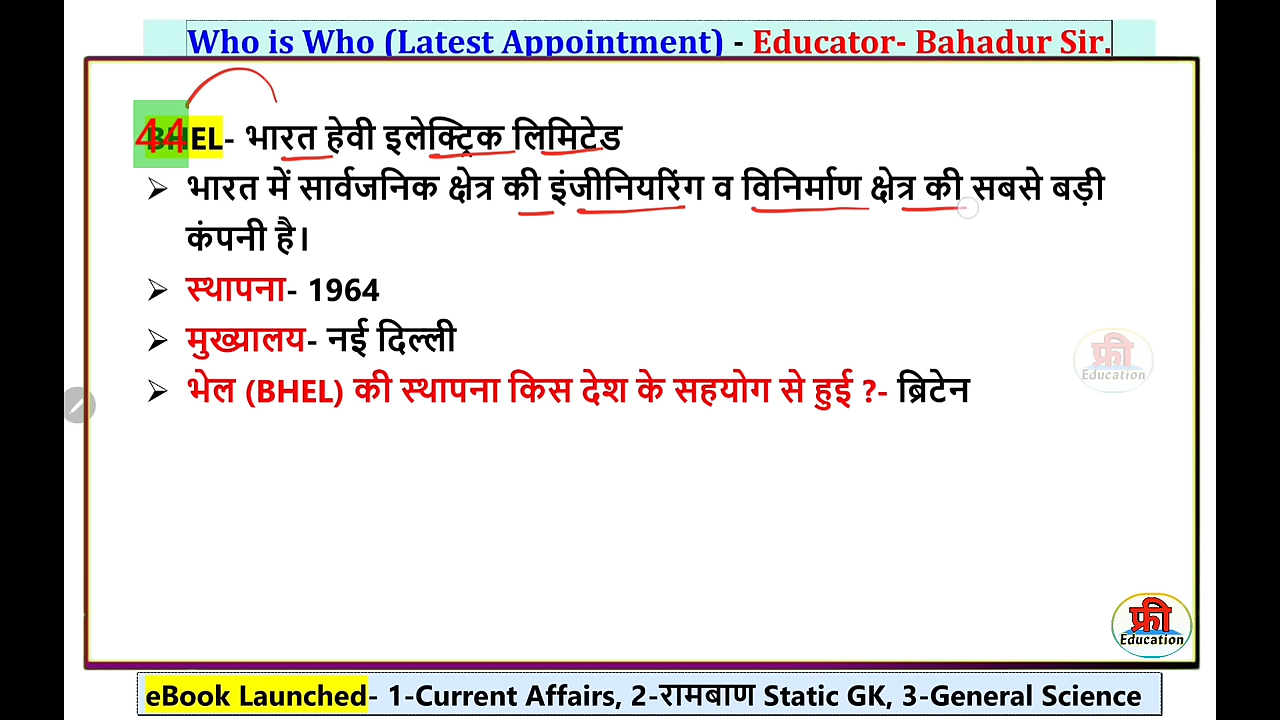 Who is Who (Latest Appointment) - Educator- Bahadur Sir.
44
BHEL- भारत हेवी इलेक्ट्रिक लिमिटेड
➢ भारत में सार्वजनिक क्षेत्र की इंजीनियरिंग व विनिर्माण क्षेत्र की सबसे बड़ी
कंपनी है।
➢ स्थापना- 1964
➢ मुख्यालय- नई दिल्ली
➢ भेल (BHEL) की स्थापना किस देश के सहयोग से हुई ?- ब्रिटेन
फ्री
Education
फ्री
Education
eBook Launched- 1-Current Affairs, 2-रामबाण Static GK, 3-General Science